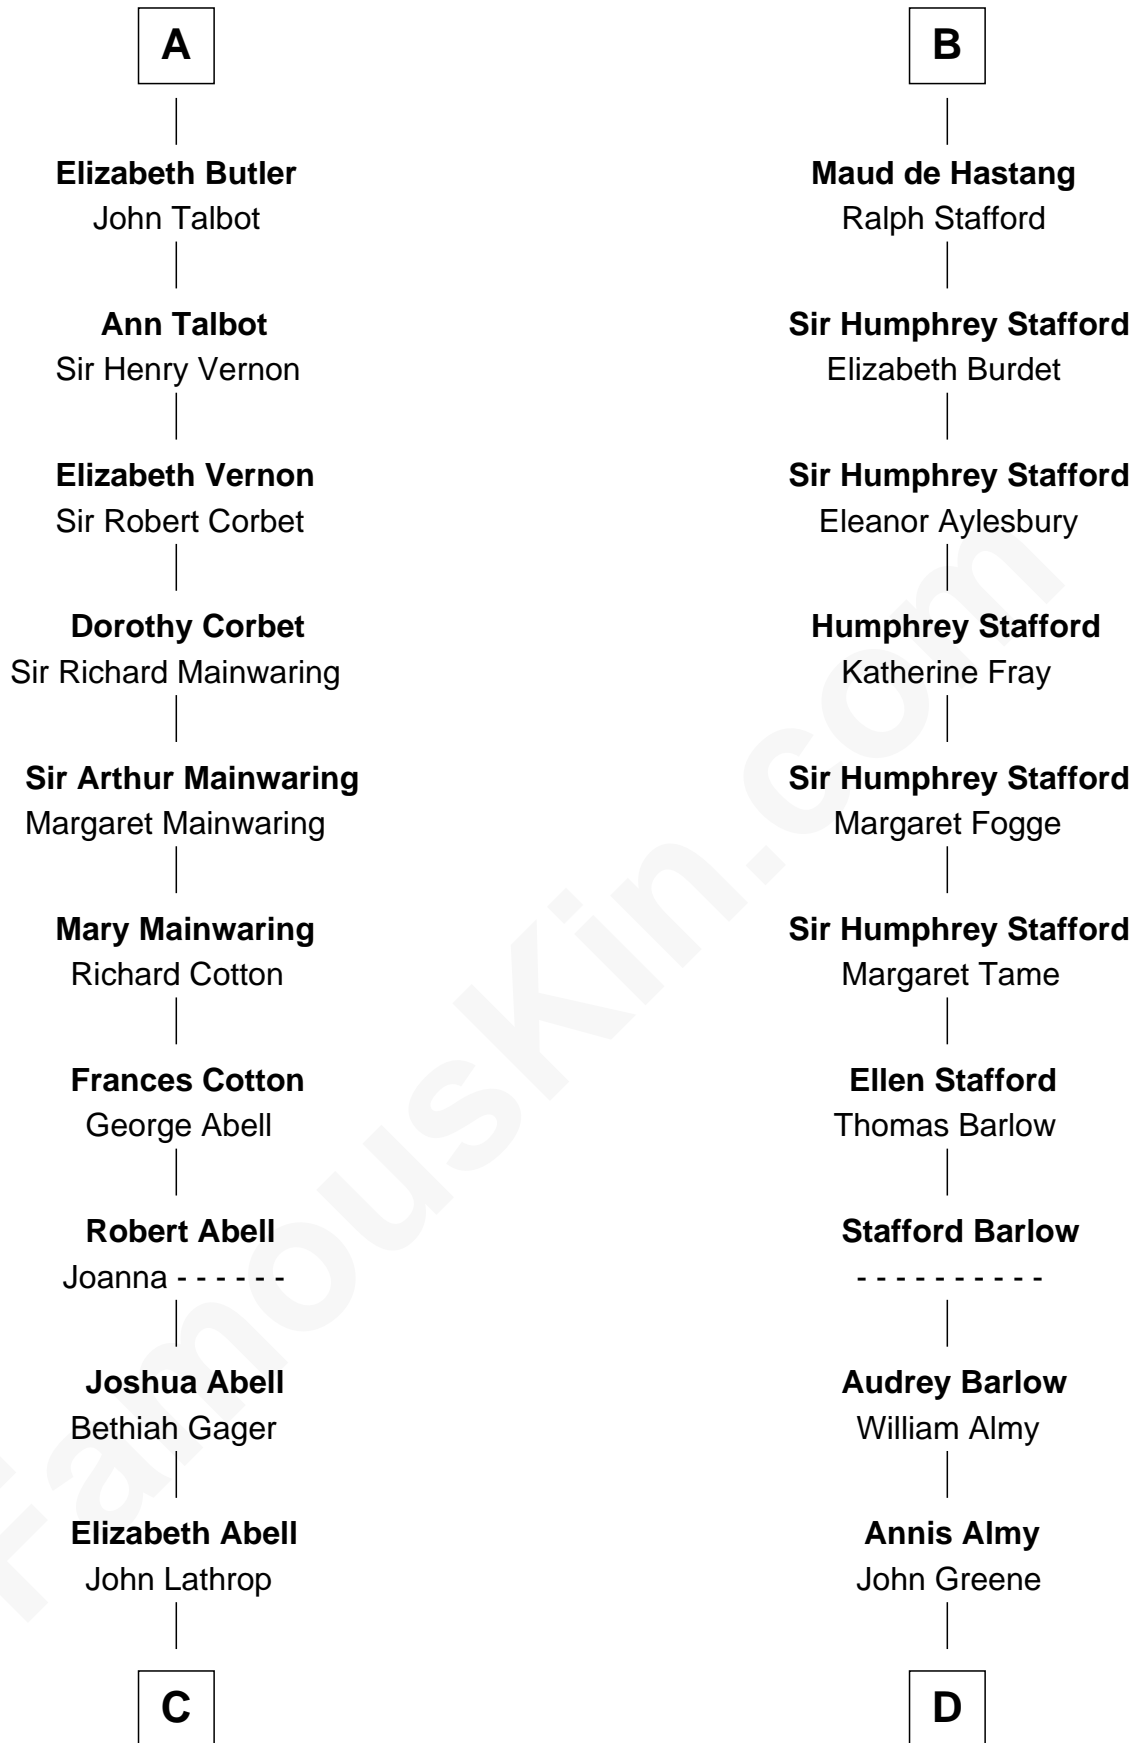 A
Elizabeth Butler
John Talbot
Ann Talbot
Sir Henry Vernon
Elizabeth Vernon
Sir Robert Corbet
Dorothy Corbet
Sir Richard Mainwaring
Sir Arthur Mainwaring
Margaret Mainwaring
Mary Mainwaring
Richard Cotton
Frances Cotton
George Abell
Robert Abell
Joanna - - - - - -
Joshua Abell
Bethiah Gager
Elizabeth Abell
John Lathrop
C
B
Maud de Hastang
Ralph Stafford
Sir Humphrey Stafford
Elizabeth Burdet
Sir Humphrey Stafford
Eleanor Aylesbury
Humphrey Stafford
Katherine Fray
Sir Humphrey Stafford
Margaret Fogge
Sir Humphrey Stafford
Margaret Tame
Ellen Stafford
Thomas Barlow
Stafford Barlow
- - - - - - - - - -
Audrey Barlow
William Almy
Annis Almy
John Greene
D
FamousKin.com